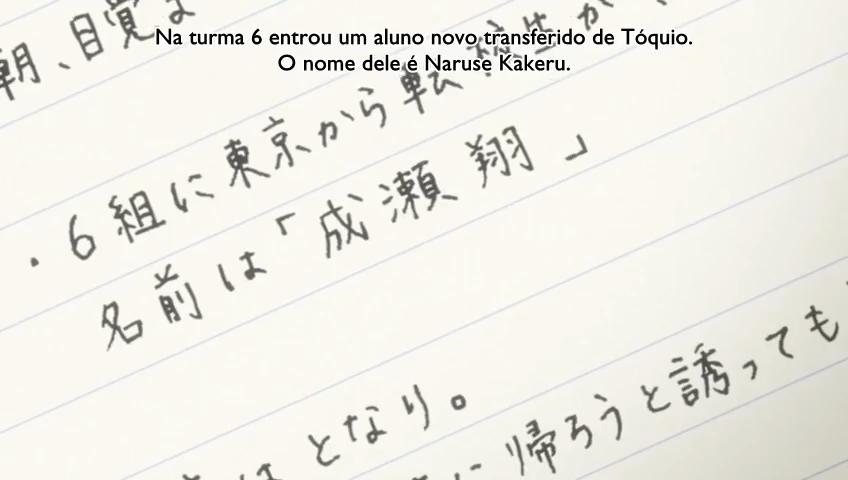 Na turma 6 entrou um aluno novo transferido de Tóquio.
O nome dele é Naruse Kakeru.
朝、目覚ま
・6組に東京から転校生が
名前は「成瀬 翔」
はとなり。
帰ろうと誘っても